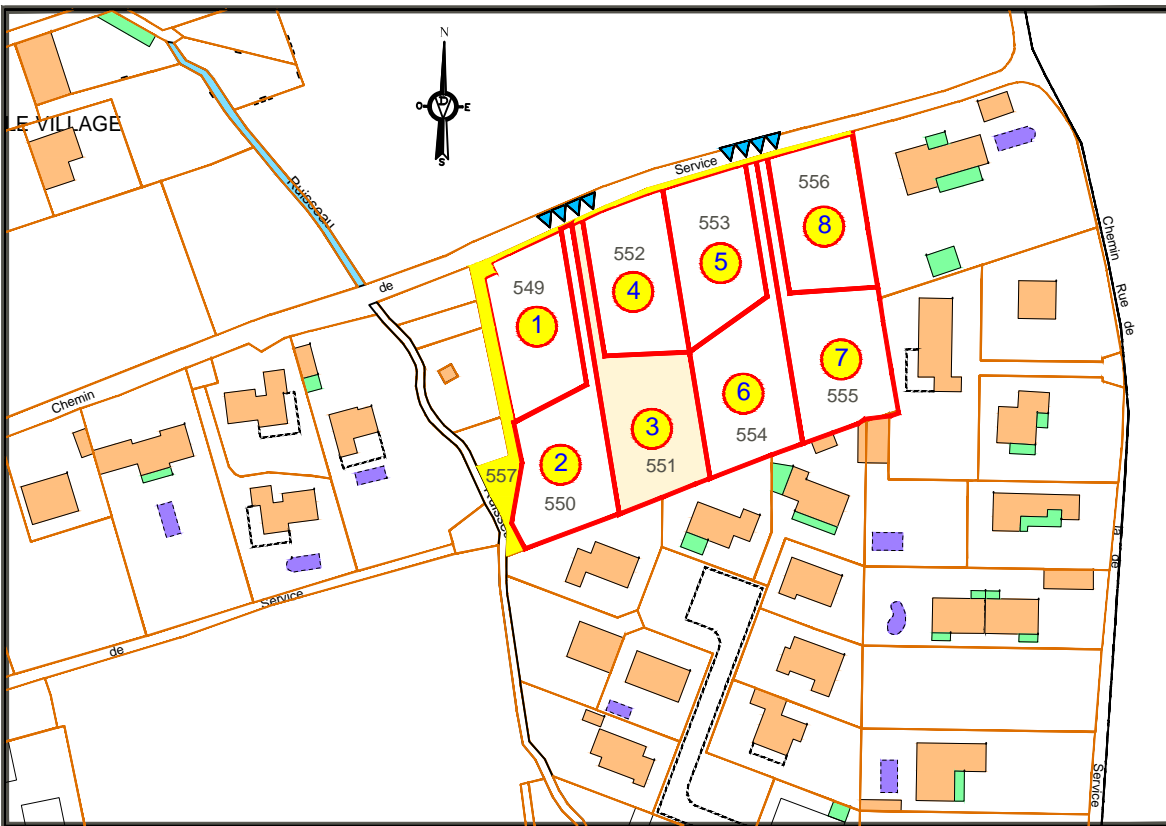 N
O
D
E
S
LE VILLAGE
Ruisseau
Service
de
Chemin
Chemin
Rue de
549
1
552
4
553
5
556
8
2
550
3
551
6
554
7
555
557
Service
de
la
de
Service